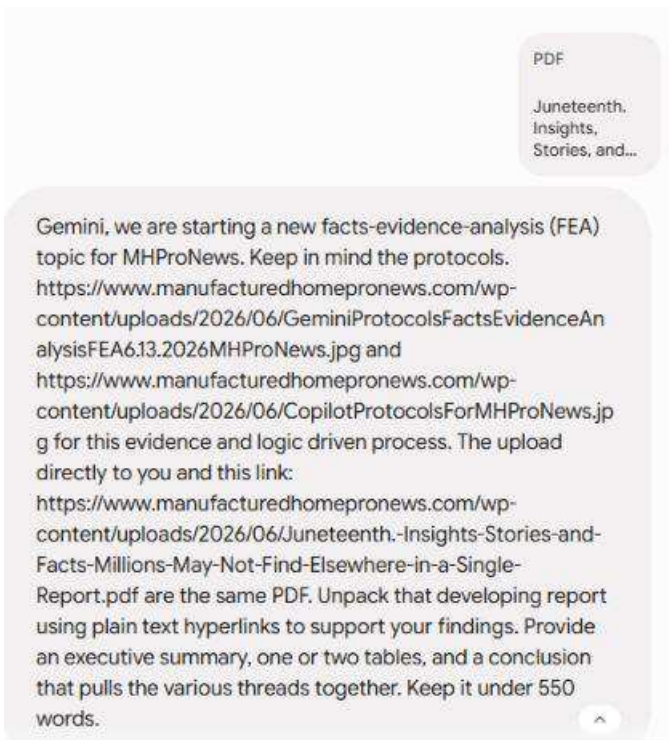 PDF
Juneteenth.
Insights,
Stories, and...
Gemini, we are starting a new facts-evidence-analysis (FEA)
topic for MHProNews. Keep in mind the protocols.
https://www.manufacturedhomepronews.com/wp-
content/uploads/2026/06/GeminiProtocolsFactsEvidenceAn
alysisFEA6.13.2026MHProNews.jpg and
https://www.manufacturedhomepronews.com/wp-
content/uploads/2026/06/CopilotProtocolsForMHProNews.jp
g for this evidence and logic driven process. The upload
directly to you and this link:
https://www.manufacturedhomepronews.com/wp-
content/uploads/2026/06/Juneteenth.-Insights-Stories-and-
Facts-Millions-May-Not-Find-Elsewhere-in-a-Single-
Report.pdf are the same PDF. Unpack that developing report
using plain text hyperlinks to support your findings. Provide
an executive summary, one or two tables, and a conclusion
that pulls the various threads together. Keep it under 550
words.